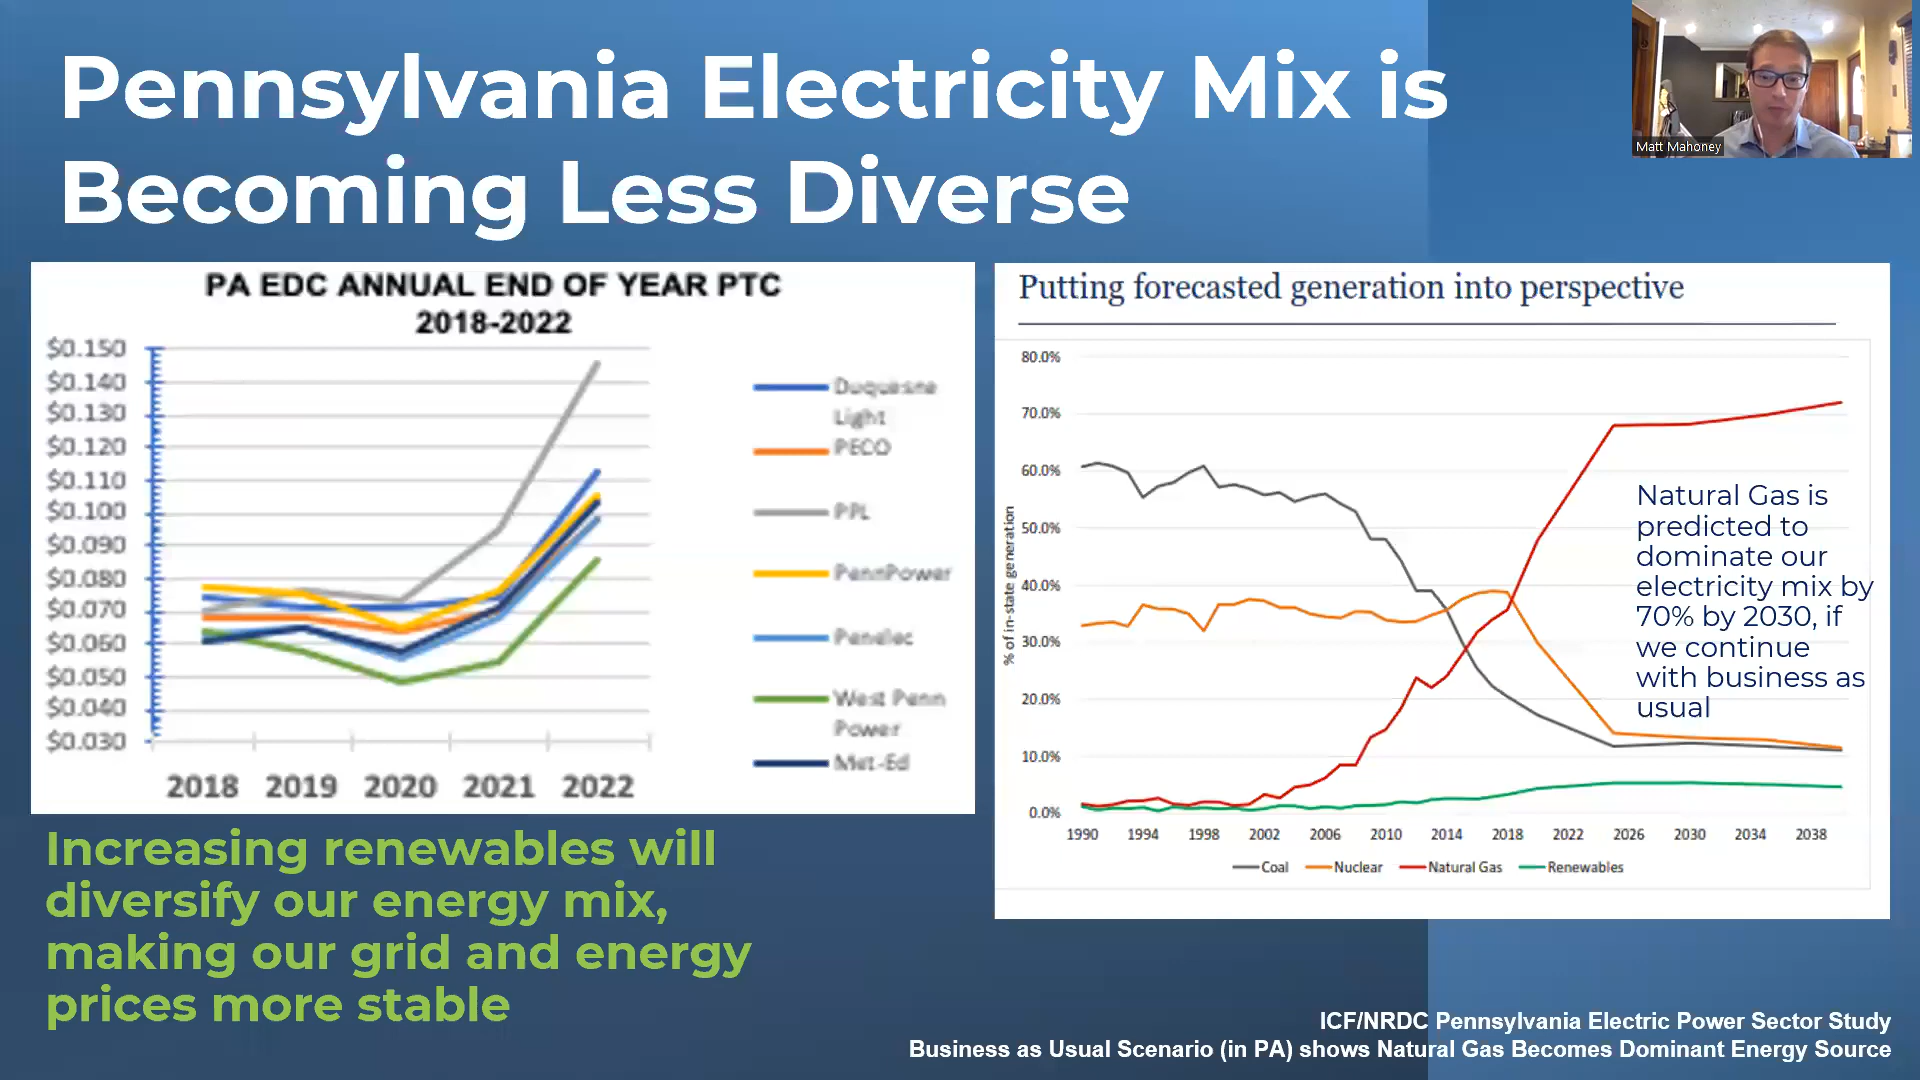 Pennsylvania Electricity Mix is
Becoming Less Diverse
Matt Mahoney
PA EDC ANNUAL END OF YEAR PTC
2018-2022
$0.150
$0.140
$0.130
$0.120
$0.110
$0.100
$0.090
$0.080
$0.070
$0.060
$0.050
$0.040
$0.030
2018 2019 2020 2021 2022
Duquesne
Light
PECO
PPL
PennPower
Penelec
West Penn
Power
Met-Ed
Putting forecasted generation into perspective
% of in-state generation
80.0%
70.0%
60.0%
50.0%
40.0%
30.0%
20.0%
10.0%
0.0%
1990 1994 1998 2002 2006 2010 2014 2018 2022 2026 2030 2034 2038
Coal Nuclear Natural Gas Renewables
Natural Gas is
predicted to
dominate our
electricity mix by
70% by 2030, if
we continue
with business as
usual
Increasing renewables will
diversify our energy mix,
making our grid and energy
prices more stable
ICF/NRDC Pennsylvania Electric Power Sector Study
Business as Usual Scenario (in PA) shows Natural Gas Becomes Dominant Energy Source